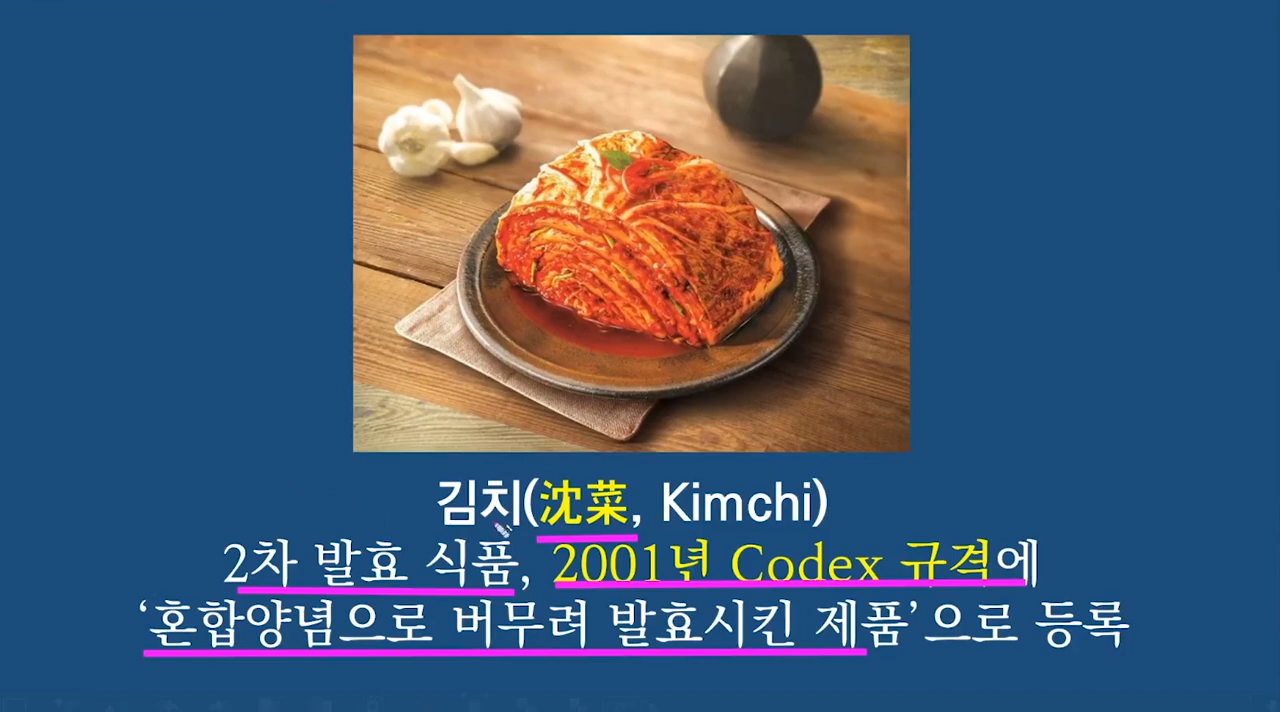 김치(沈菜, Kimchi)
2차 발효 식품, 2001년 Codex 규격에
‘혼합양념으로 버무려 발효시킨 제품’으로 등록